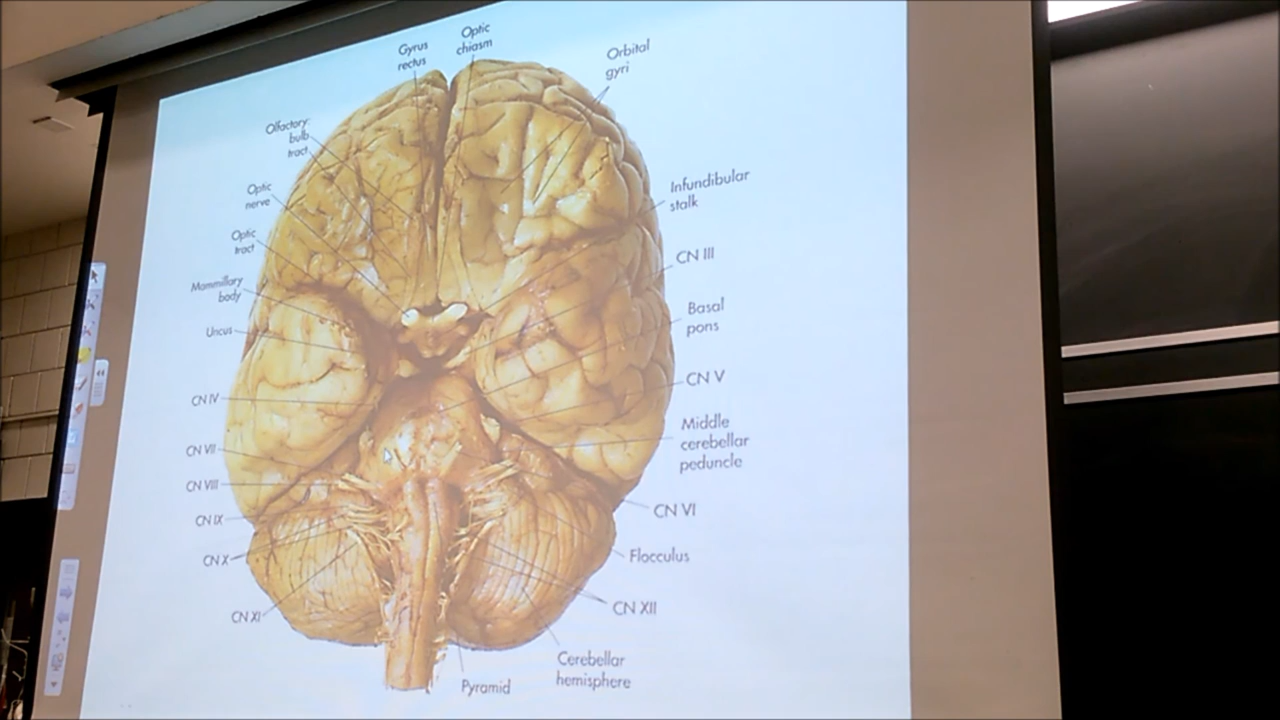 Gyrus
rectus
Optic
chiasm
Orbital
gyri
Olfactory
bulb
tract
Optic
nerve
Infundibular
stalk
Optic
tract
CN III
Mammillary
body
Basal
pons
Uncus
CN IV
CN V
Middle
cerebellar
peduncle
CN VII
CN VIII
CN IX
CN VI
CN X
Flocculus
CN XI
CN XII
Cerebellar
hemisphere
Pyramid